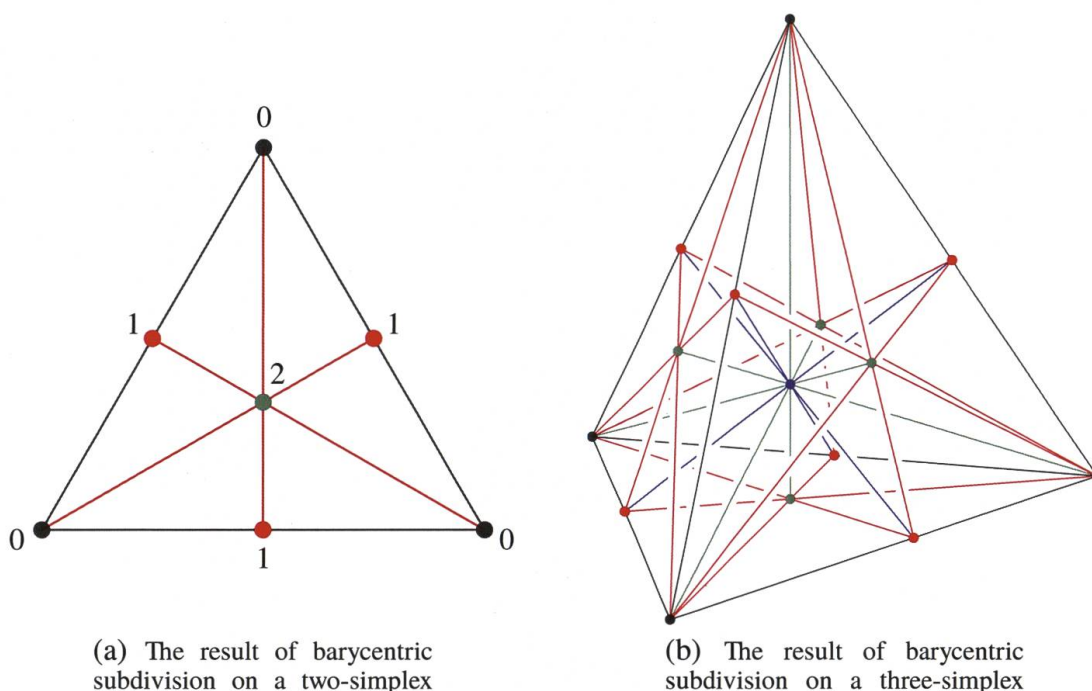 0
1
1
2
0
0
1
(a) The result of barycentric
subdivision on a two-simplex
(b) The result of barycentric
subdivision on a three-simplex